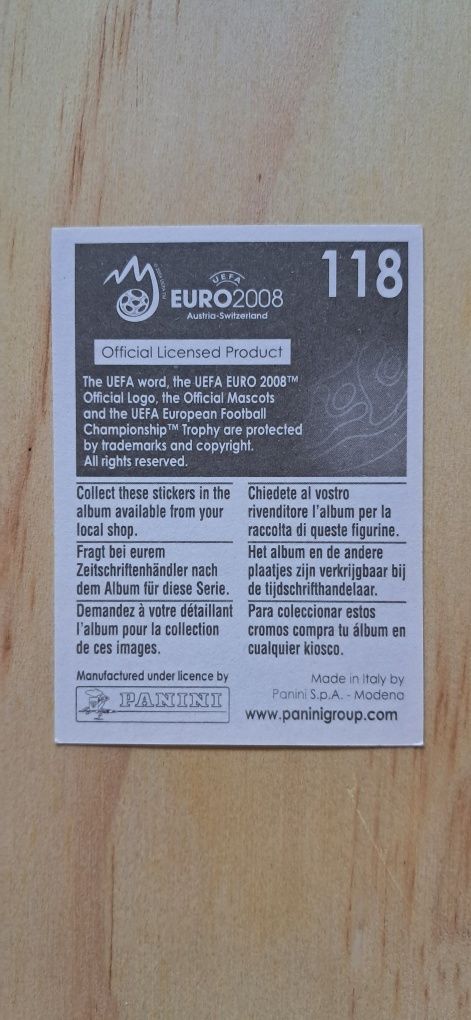 118
UEFA
EURO2008
Austria-Switzerland
Official Licensed Product
The UEFA word, the UEFA EURO 2008™
Official Logo, the Official Mascots
and the UEFA European Football
Championship™ Trophy are protected
by trademarks and copyright.
All rights reserved.
Collect these stickers in the
album available from your
local shop.
Chiedete al vostro
rivenditore l'album per la
raccolta di queste figurine.
Fragt bei eurem
Zeitschriftenhändler nach
dem Album für diese Serie.
Het album en de andere
plaatjes zijn verkrijgbaar bij
de tijdschrifthandelaar.
Demandez à votre détaillant
l'album pour la collection
de ces images.
Para coleccionar estos
cromos compra tu álbum en
cualquier kiosco.
Manufactured under licence by
PANINI
Made in Italy by
Panini S.p.A. - Modena
www.paninigroup.com